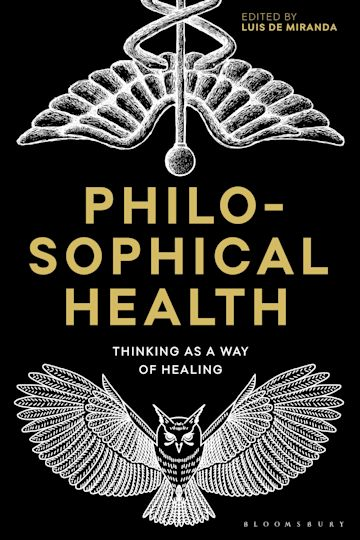 EDITED BY
LUIS DE MIRANDA
PHILO-
SOPHICAL
HEALTH
THINKING AS A WAY
OF HEALING
BLOOMSBURY